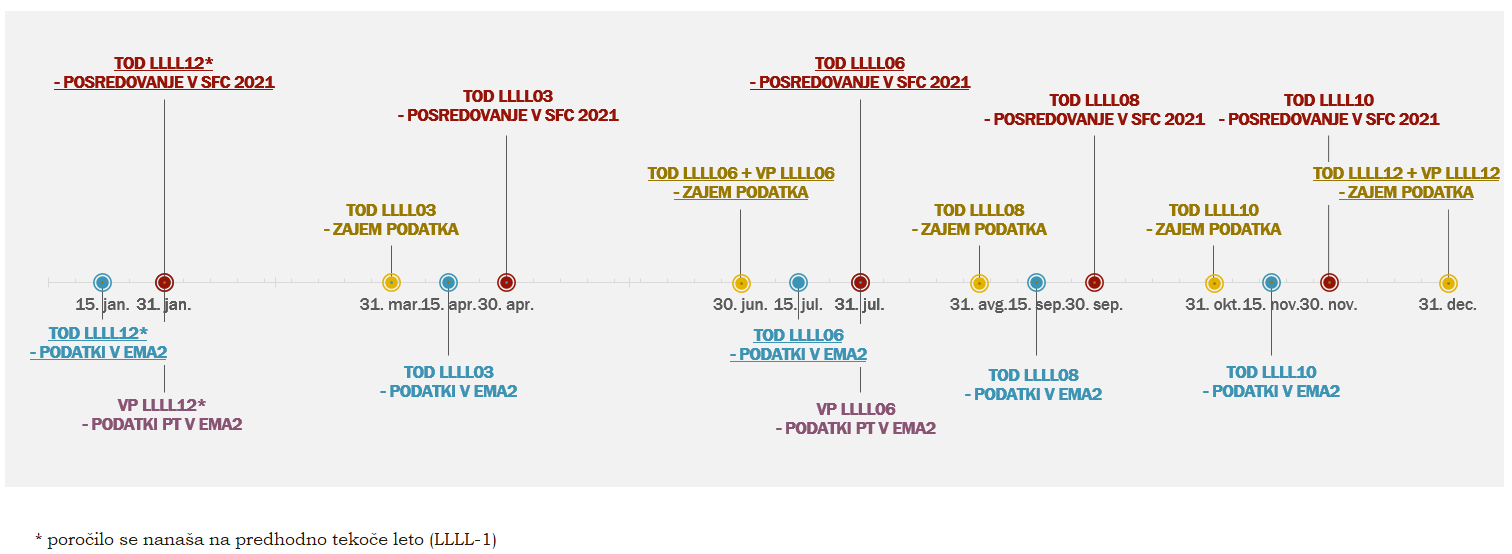 TOD LLLL12*
- POSREDOVANJE V SFC 2021
TOD LLLL03
- POSREDOVANJE V SFC 2021
TOD LLLL06
- POSREDOVANJE V SFC 2021
TOD LLLL08
- POSREDOVANJE V SFC 2021
TOD LLLL10
- POSREDOVANJE V SFC 2021
TOD LLLL03
- ZAJEM PODATKA
TOD LLLL06 + VP LLLL06
- ZAJEM PODATKA
TOD LLLL08
- ZAJEM PODATKA
TOD LLLL10
- ZAJEM PODATKA
TOD LLLL12 + VP LLLL12
- ZAJEM PODATKA
15. jan. 31. jan. 31. mar. 15. apr. 30. apr. 30. jun. 15. jul. 31. jul. 31. avg. 15. sep. 30. sep. 31. okt. 15. nov. 30. nov. 31. dec.
TOD LLLL12*
- PODATKI V EMA2
VP LLLL12*
- PODATKI PT V EMA2
TOD LLLL03
- PODATKI V EMA2
TOD LLLL06
- PODATKI V EMA2
VP LLLL06
- PODATKI PT V EMA2
TOD LLLL08
- PODATKI V EMA2
TOD LLLL10
- PODATKI V EMA2
* poročilo se nanaša na predhodno tekoče leto (LLLL-1)